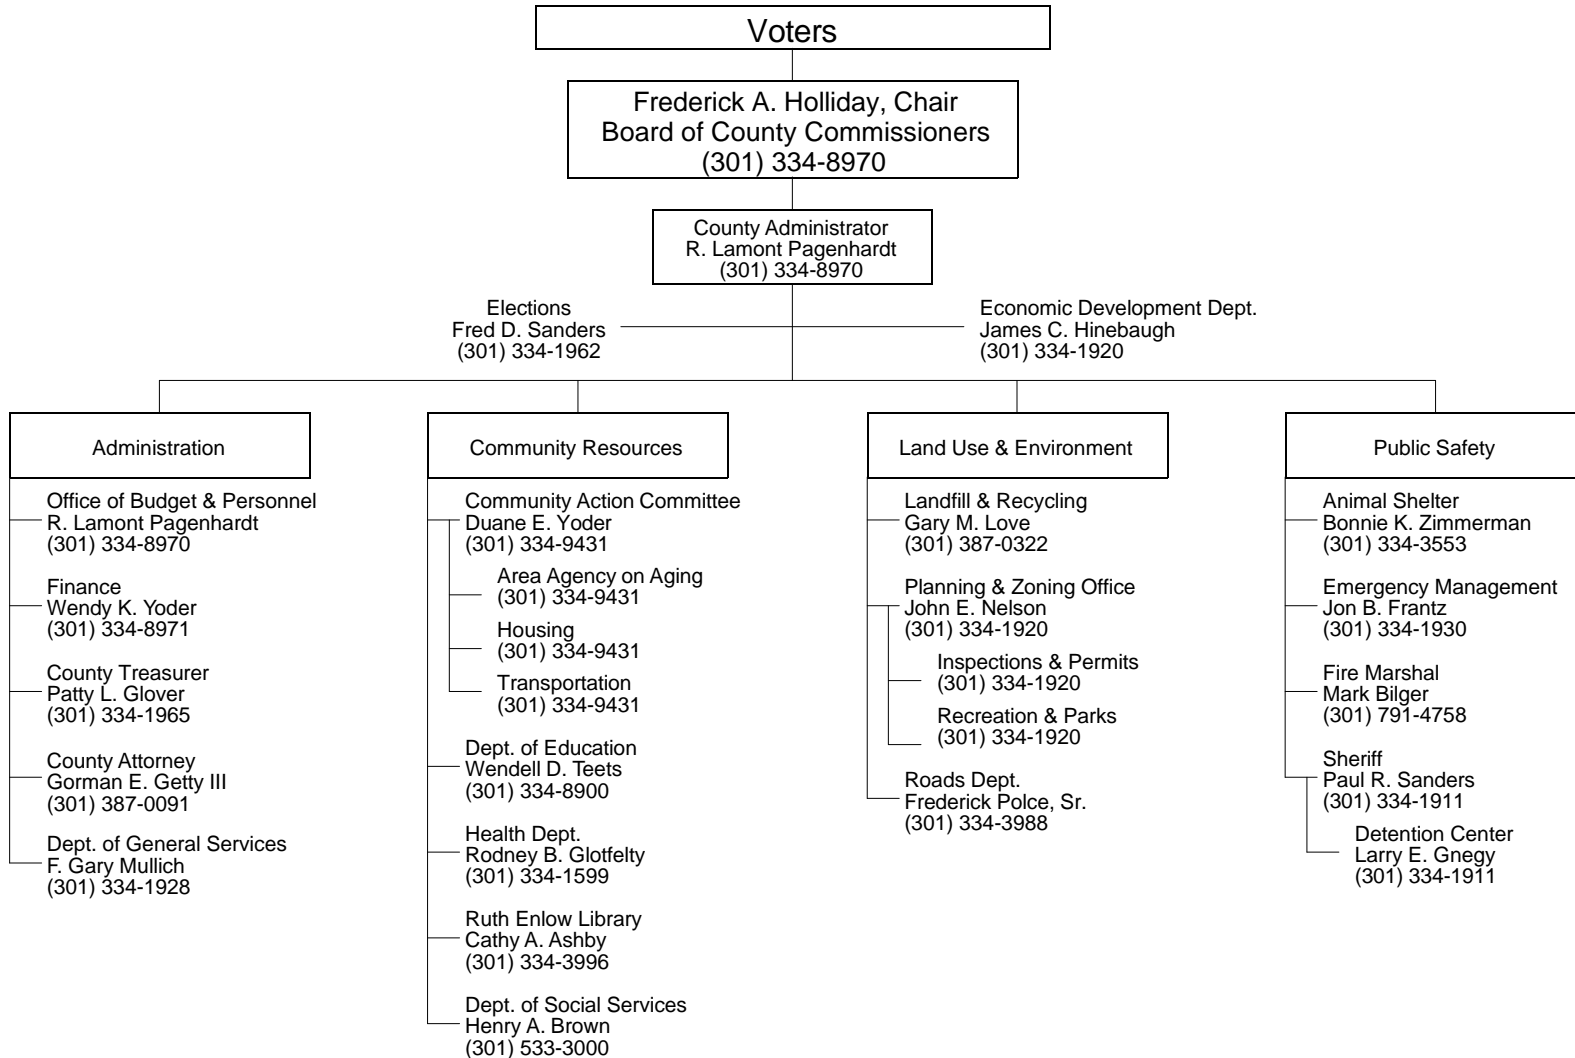 Voters
Frederick A. Holliday, Chair
Board of County Commissioners
(301) 334-8970
County Administrator
R. Lamont Pagenhardt
(301) 334-8970
Elections
Fred D. Sanders
(301) 334-1962
Economic Development Dept.
James C. Hinebaugh
(301) 334-1920
Administration
Office of Budget & Personnel
R. Lamont Pagenhardt
(301) 334-8970
Finance
Wendy K. Yoder
(301) 334-8971
County Treasurer
Patty L. Glover
(301) 334-1965
County Attorney
Gorman E. Getty III
(301) 387-0091
Dept. of General Services
F. Gary Mullich
(301) 334-1928
Community Resources
Community Action Committee
Duane E. Yoder
(301) 334-9431
Area Agency on Aging
(301) 334-9431
Housing
(301) 334-9431
Transportation
(301) 334-9431
Dept. of Education
Wendell D. Teets
(301) 334-8900
Health Dept.
Rodney B. Glotfelty
(301) 334-1599
Ruth Enlow Library
Cathy A. Ashby
(301) 334-3996
Dept. of Social Services
Henry A. Brown
(301) 533-3000
Land Use & Environment
Landfill & Recycling
Gary M. Love
(301) 387-0322
Planning & Zoning Office
John E. Nelson
(301) 334-1920
Inspections & Permits
(301) 334-1920
Recreation & Parks
(301) 334-1920
Roads Dept.
Frederick Polce, Sr.
(301) 334-3988
Public Safety
Animal Shelter
Bonnie K. Zimmerman
(301) 334-3553
Emergency Management
Jon B. Frantz
(301) 334-1930
Fire Marshal
Mark Bilger
(301) 791-4758
Sheriff
Paul R. Sanders
(301) 334-1911
Detention Center
Larry E. Gnegy
(301) 334-1911